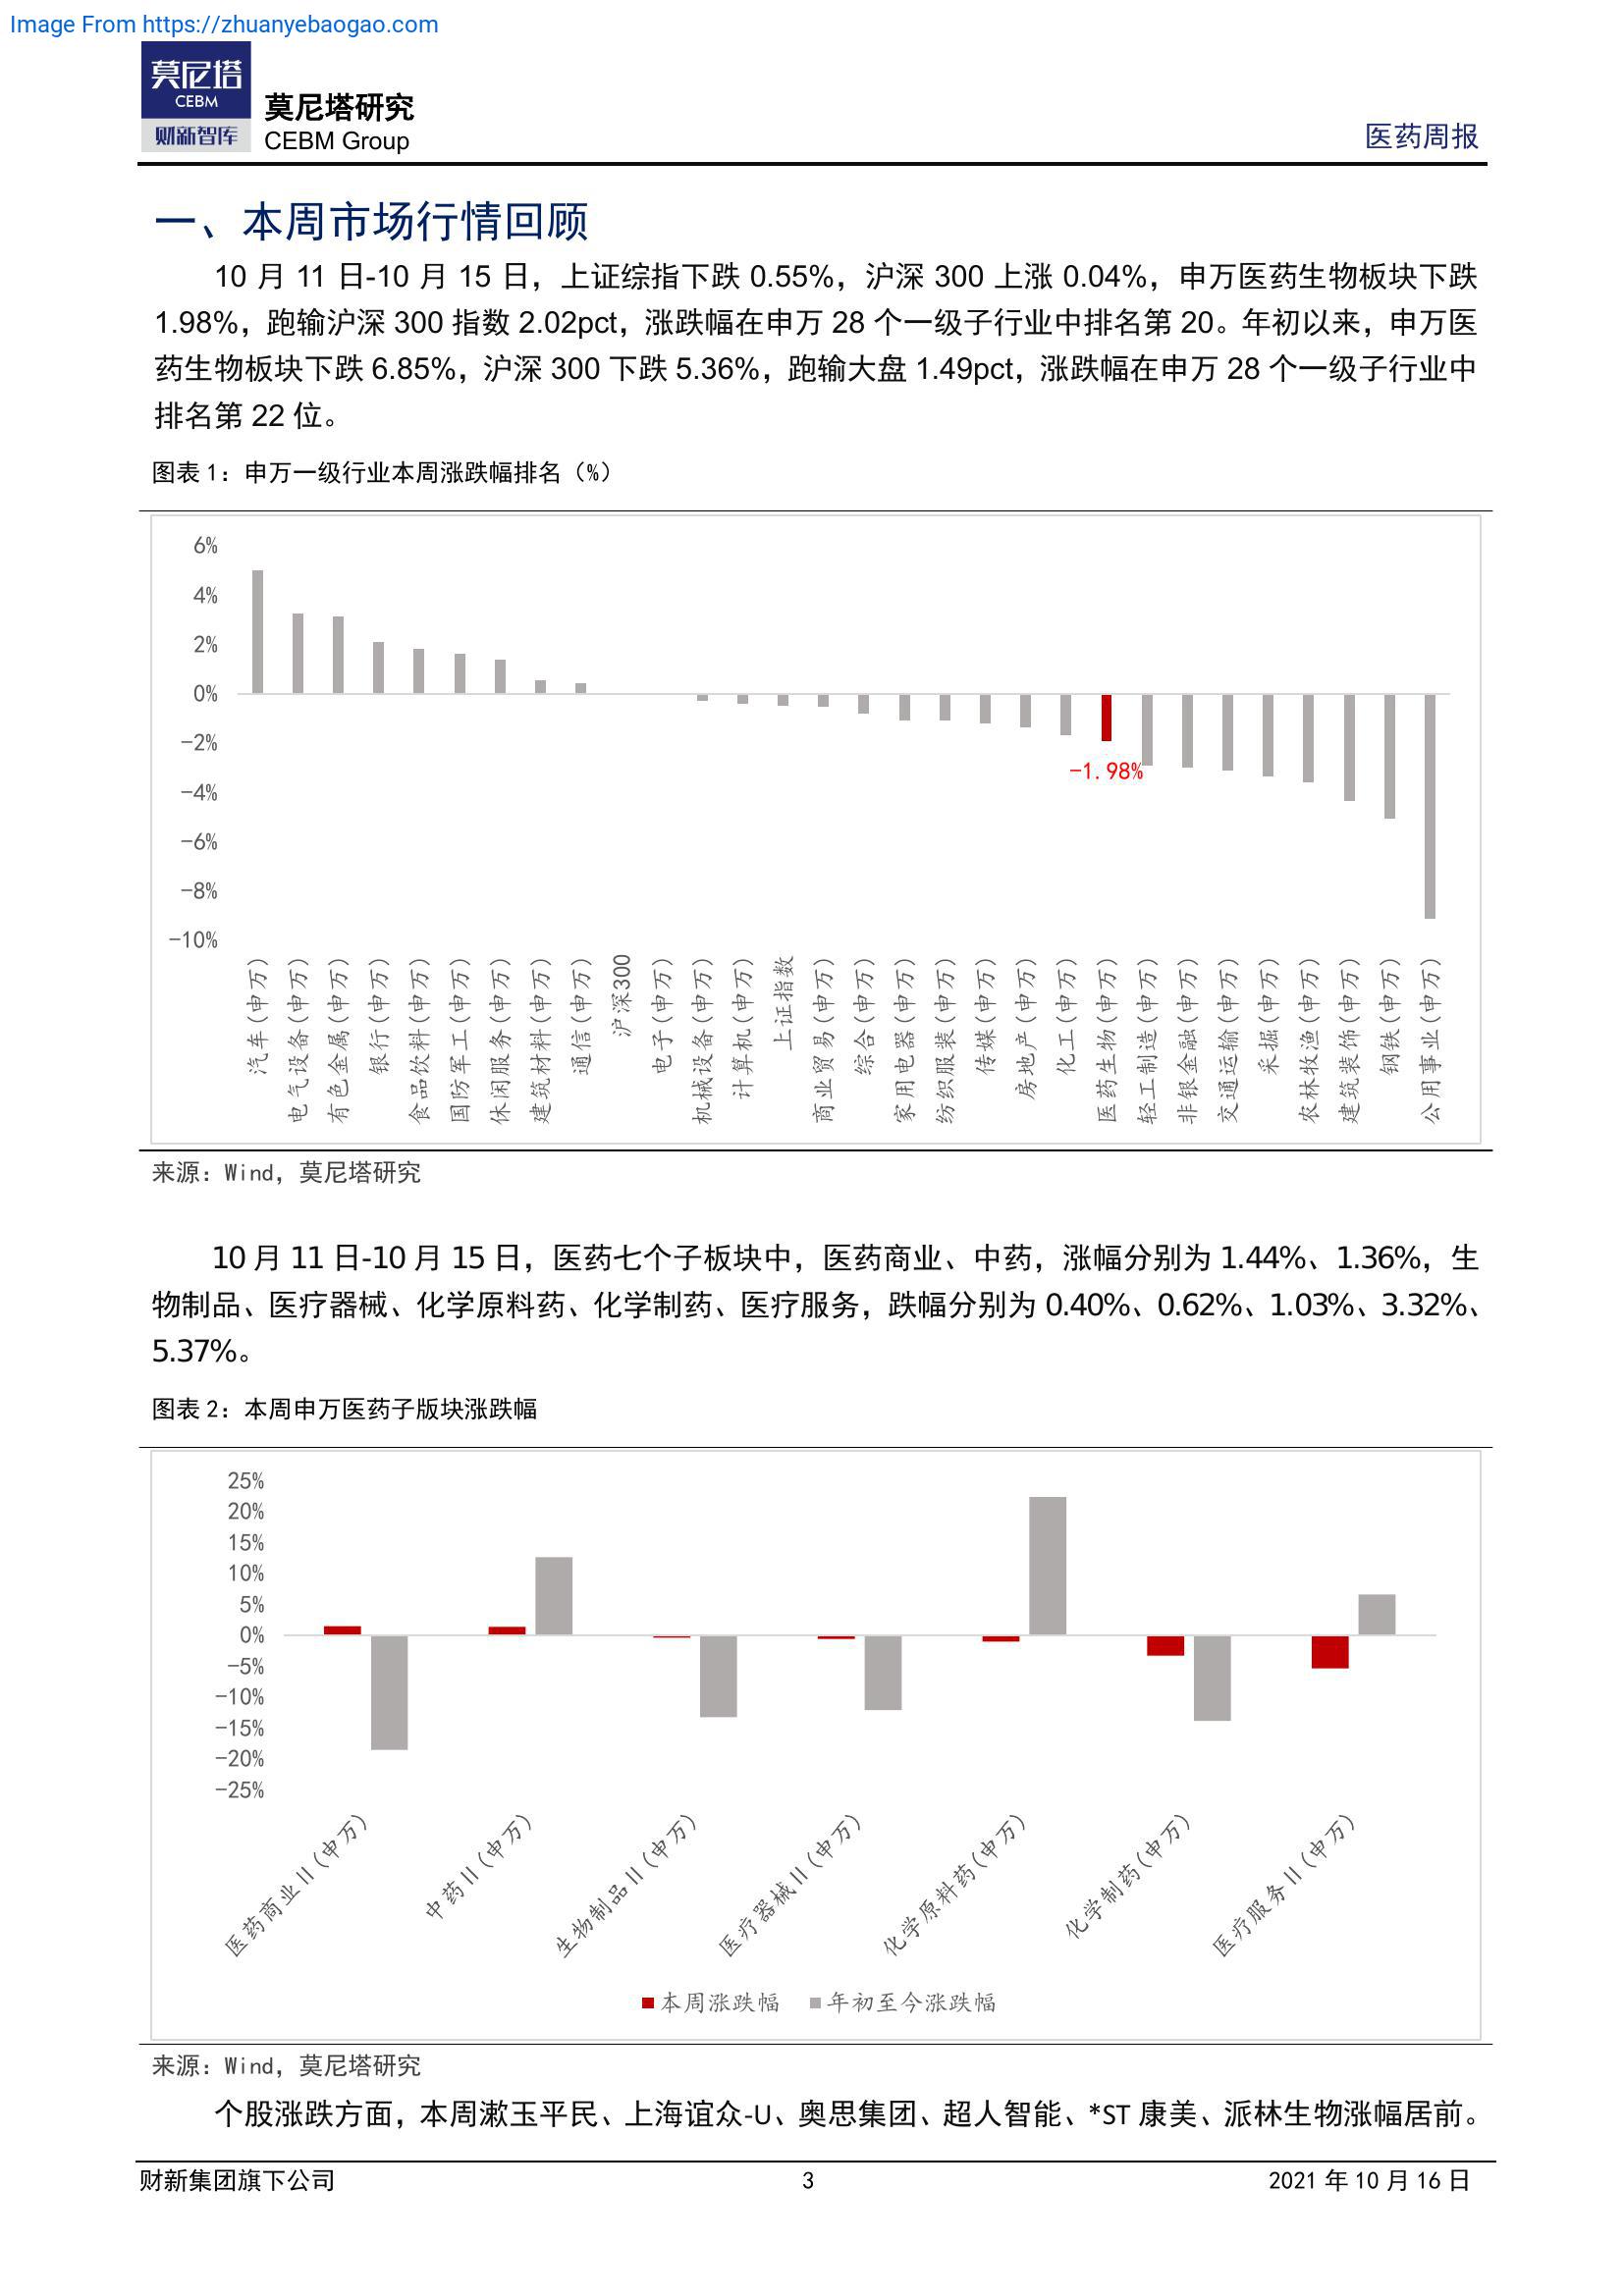 Image From https://zhuanyebaogao.com
莫尼塔
CEBM
财新智库
莫尼塔研究
CEBM Group
医药周报
一、本周市场行情回顾
10 月 11 日-10 月 15 日，上证综指下跌 0.55%，沪深 300 上涨 0.04%，申万医药生物板块下跌
1.98%，跑输沪深 300 指数 2.02pct，涨跌幅在申万 28 个一级子行业中排名第 20。年初以来，申万医
药生物板块下跌 6.85%，沪深 300 下跌 5.36%，跑输大盘 1.49pct，涨跌幅在申万 28 个一级子行业中
排名第 22 位。
图表 1：申万一级行业本周涨跌幅排名（%）
6%
4%
2%
0%
-2%
-4%
-6%
-8%
-10%
-1.98%
汽车(申万)
电气设备(申万)
有色金属(申万)
银行(申万)
食品饮料(申万)
国防军工(申万)
休闲服务(申万)
建筑材料(申万)
通信(申万)
沪深300
电子(申万)
机械设备(申万)
计算机(申万)
上证指数
商业贸易(申万)
综合(申万)
家用电器(申万)
纺织服装(申万)
传媒(申万)
房地产(申万)
化工(申万)
医药生物(申万)
轻工制造(申万)
非银金融(申万)
交通运输(申万)
采掘(申万)
农林牧渔(申万)
建筑装饰(申万)
钢铁(申万)
公用事业(申万)
来源：Wind，莫尼塔研究
10 月 11 日-10 月 15 日，医药七个子板块中，医药商业、中药，涨幅分别为 1.44%、1.36%，生
物制品、医疗器械、化学原料药、化学制药、医疗服务，跌幅分别为 0.40%、0.62%、1.03%、3.32%、
5.37%。
图表 2：本周申万医药子版块涨跌幅
25%
20%
15%
10%
5%
0%
-5%
-10%
-15%
-20%
-25%
医药商业Ⅱ(申万)
中药Ⅱ(申万)
生物制品Ⅱ(申万)
医疗器械Ⅱ(申万)
化学原料药(申万)
化学制药(申万)
医疗服务Ⅱ(申万)
本周涨跌幅
年初至今涨跌幅
来源：Wind，莫尼塔研究
个股涨跌方面，本周漱玉平民、上海谊众-U、奥思集团、超人智能、*ST 康美、派林生物涨幅居前。
财新集团旗下公司
3
2021 年 10 月 16 日